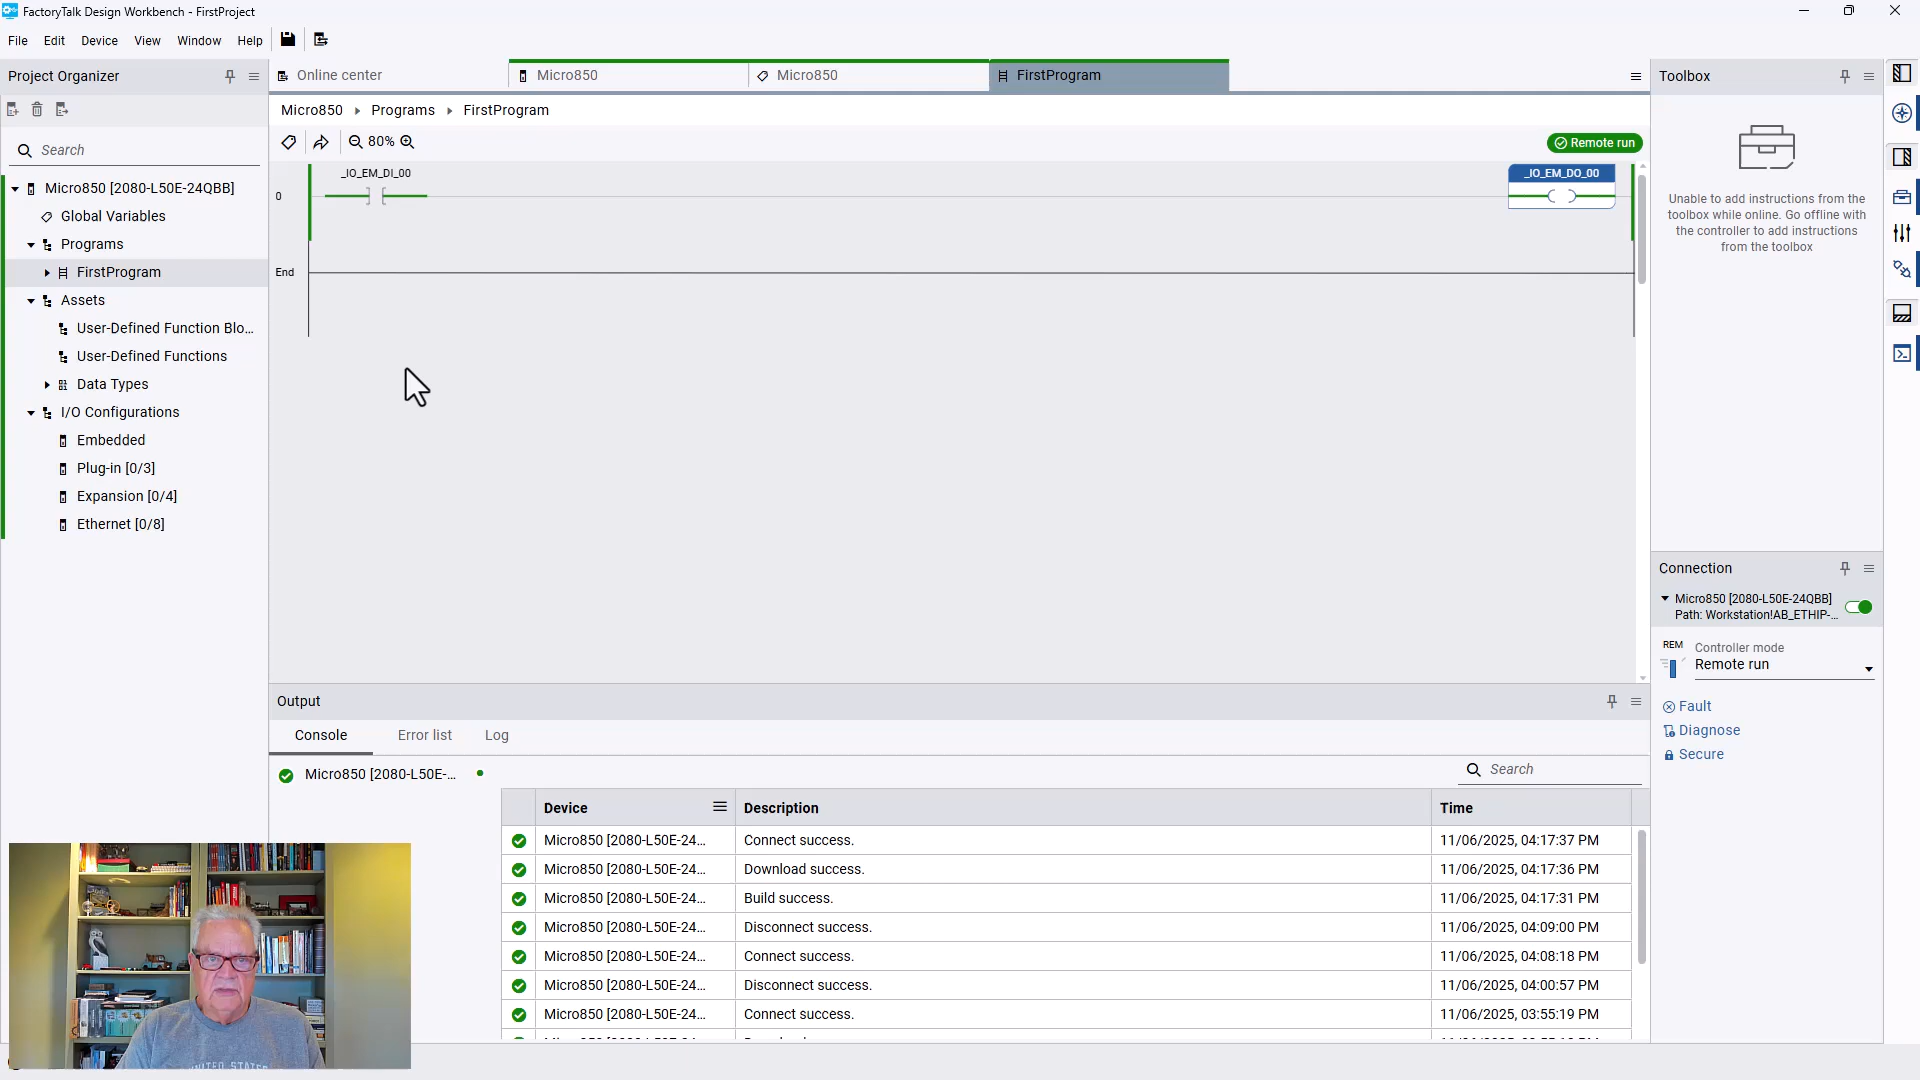 FactoryTalk Design Workbench - FirstProject
File Edit Device View Window Help
Project Organizer
Search
Micro850 [2080-L50E-24QBB]
Global Variables
Programs
FirstProgram
Assets
User-Defined Function Blo...
User-Defined Functions
Data Types
I/O Configurations
Embedded
Plug-in [0/3]
Expansion [0/4]
Ethernet [0/8]
Online center
Micro850
Micro850
FirstProgram
Micro850 Programs FirstProgram
80%
Remote run
_IO_EM_DI_00
_IO_EM_DO_00
0
End
Toolbox
Unable to add instructions from the
toolbox while online. Go offline with
the controller to add instructions
from the toolbox
Connection
Micro850 [2080-L50E-24QBB]
Path: Workstation!AB_ETHIP-...
REM
Controller mode
Remote run
Fault
Diagnose
Secure
Output
Console Error list Log
Micro850 [2080-L50E-...
Search
Device Description Time
Micro850 [2080-L50E-24... Connect success. 11/06/2025, 04:17:37 PM
Micro850 [2080-L50E-24... Download success. 11/06/2025, 04:17:36 PM
Micro850 [2080-L50E-24... Build success. 11/06/2025, 04:17:31 PM
Micro850 [2080-L50E-24... Disconnect success. 11/06/2025, 04:09:00 PM
Micro850 [2080-L50E-24... Connect success. 11/06/2025, 04:08:18 PM
Micro850 [2080-L50E-24... Disconnect success. 11/06/2025, 04:00:57 PM
Micro850 [2080-L50E-24... Connect success. 11/06/2025, 03:55:19 PM
UNITED STATES